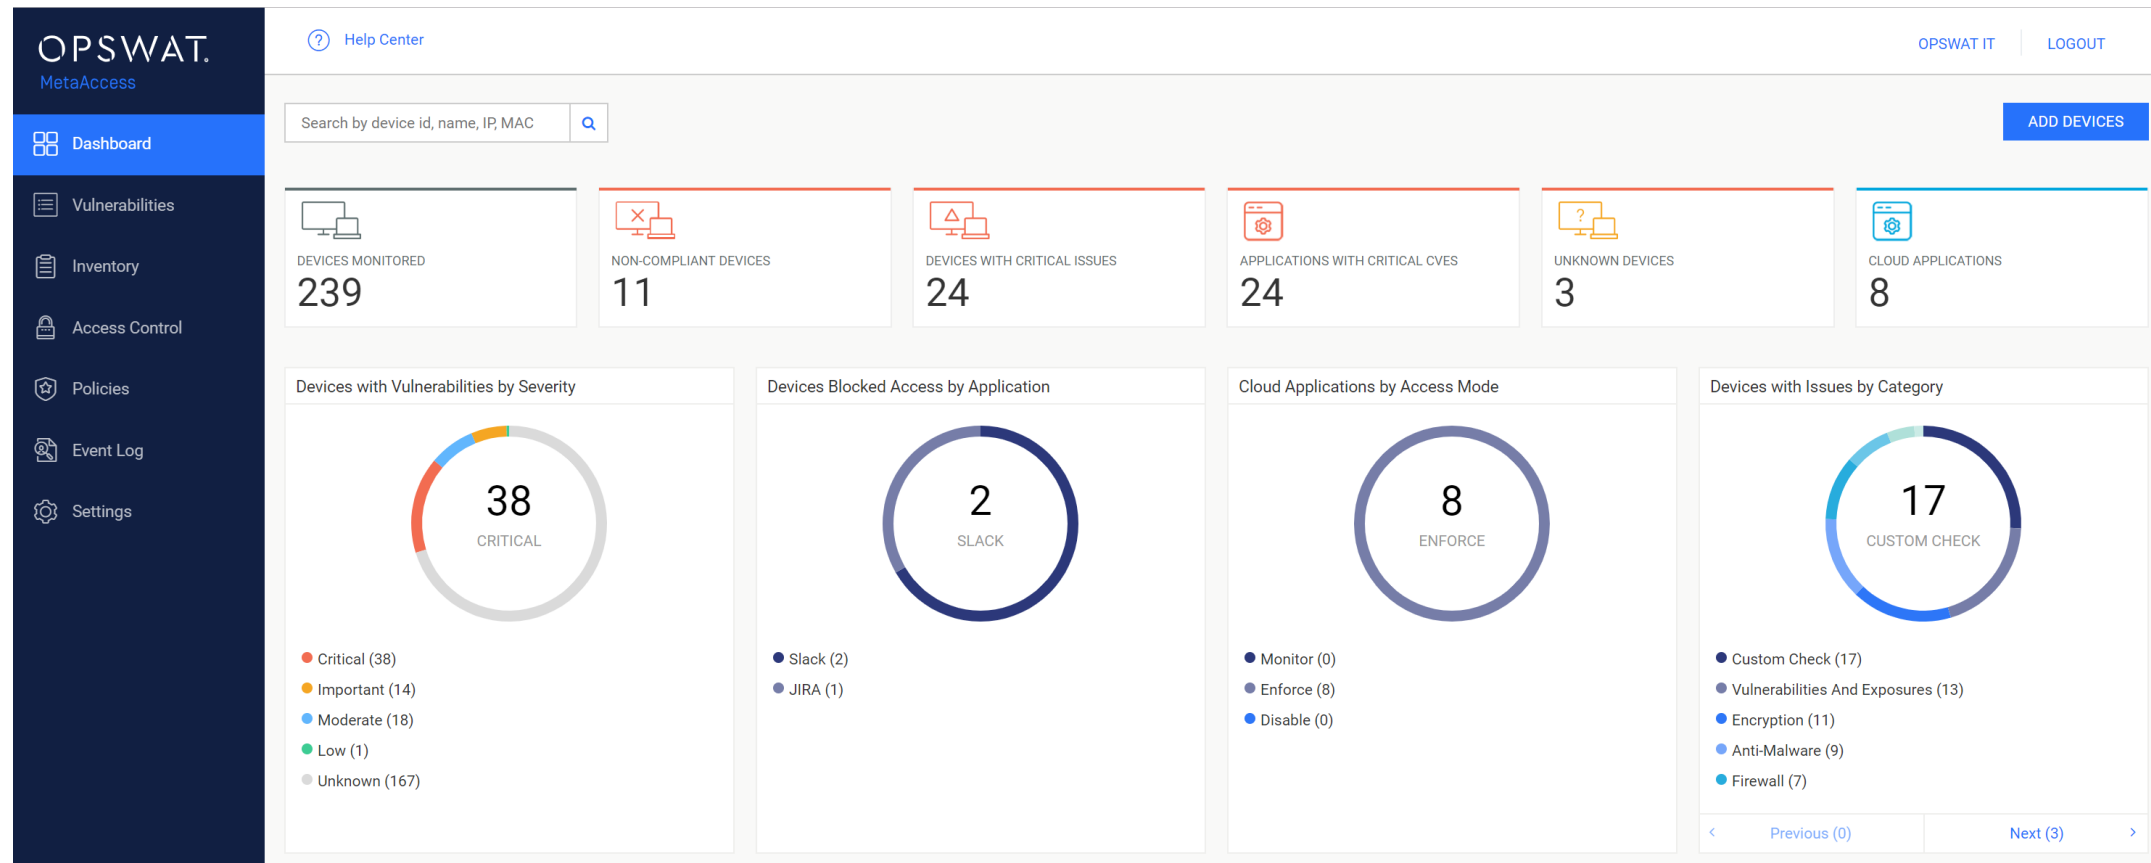 OPSWAT.
MetaAccess
Dashboard
Vulnerabilities
Inventory
Access Control
Policies
Event Log
Settings
? Help Center
OPSWAT IT
LOGOUT
Search by device id, name, IP, MAC
ADD DEVICES
DEVICES MONITORED
239
NON-COMPLIANT DEVICES
11
DEVICES WITH CRITICAL ISSUES
24
APPLICATIONS WITH CRITICAL CVES
24
?
UNKNOWN DEVICES
3
CLOUD APPLICATIONS
8
Devices with Vulnerabilities by Severity
38
CRITICAL
Critical (38)
Important (14)
Moderate (18)
Low (1)
Unknown (167)
Devices Blocked Access by Application
2
SLACK
Slack (2)
JIRA (1)
Cloud Applications by Access Mode
8
ENFORCE
Monitor (0)
Enforce (8)
Disable (0)
Devices with Issues by Category
17
CUSTOM CHECK
Custom Check (17)
Vulnerabilities And Exposures (13)
Encryption (11)
Anti-Malware (9)
Firewall (7)
< Previous (0)
Next (3) >